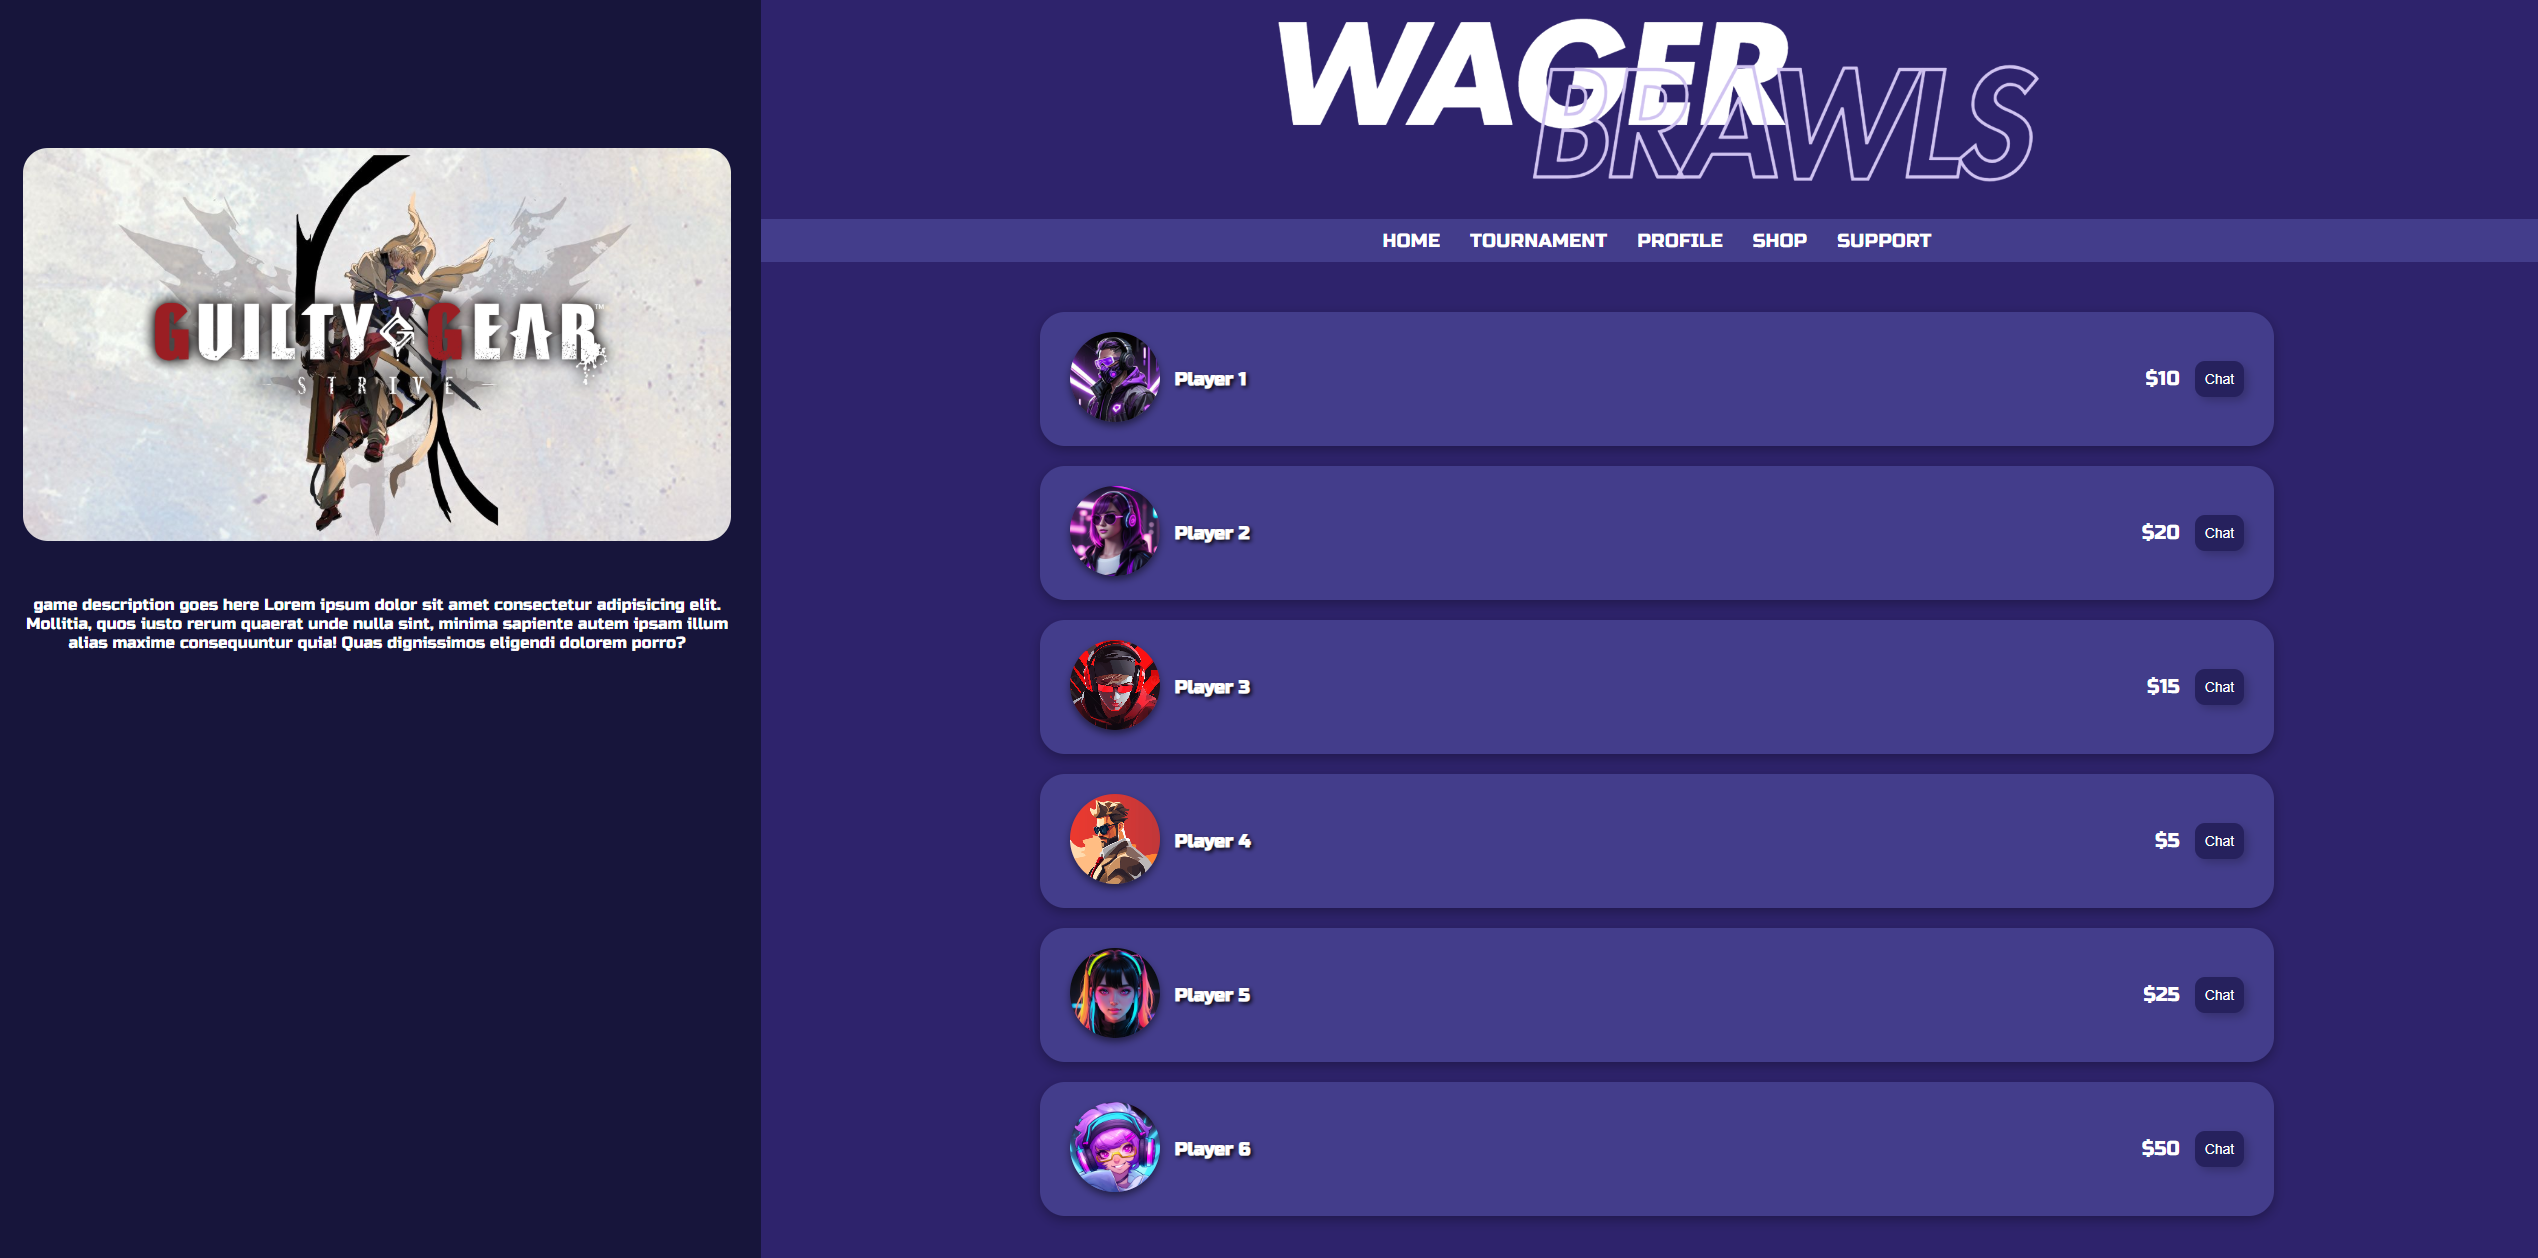 WAGER
BRAWLS
HOME TOURNAMENT PROFILE SHOP SUPPORT
GUILTY GEAR™
- STRIVE -
game description goes here Lorem ipsum dolor sit amet consectetur adipisicing elit.
Mollitia, quos iusto rerum quaerat unde nulla sint, minima sapiente autem ipsam illum
alias maxime consequuntur quia! Quas dignissimos eligendi dolorem porro?
Player 1 $10 Chat
Player 2 $20 Chat
Player 3 $15 Chat
Player 4 $5 Chat
Player 5 $25 Chat
Player 6 $50 Chat